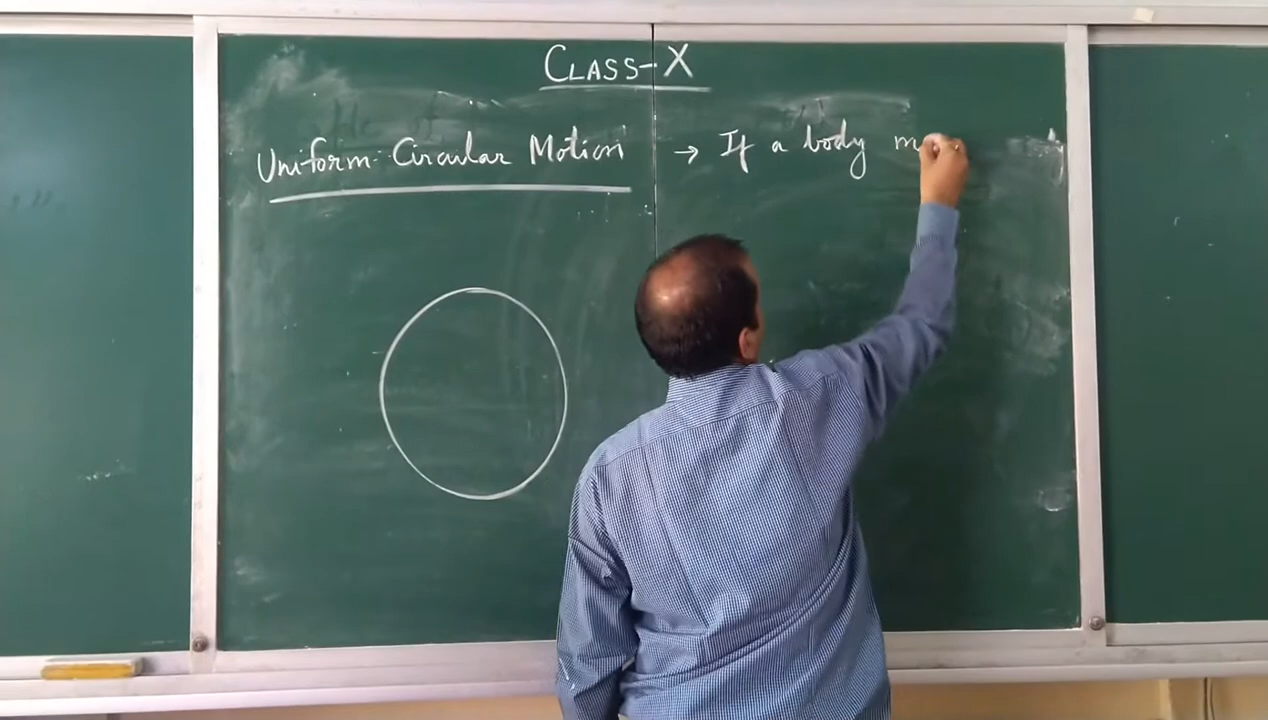 CLASS-X
Uniform Circular Motion → If a body